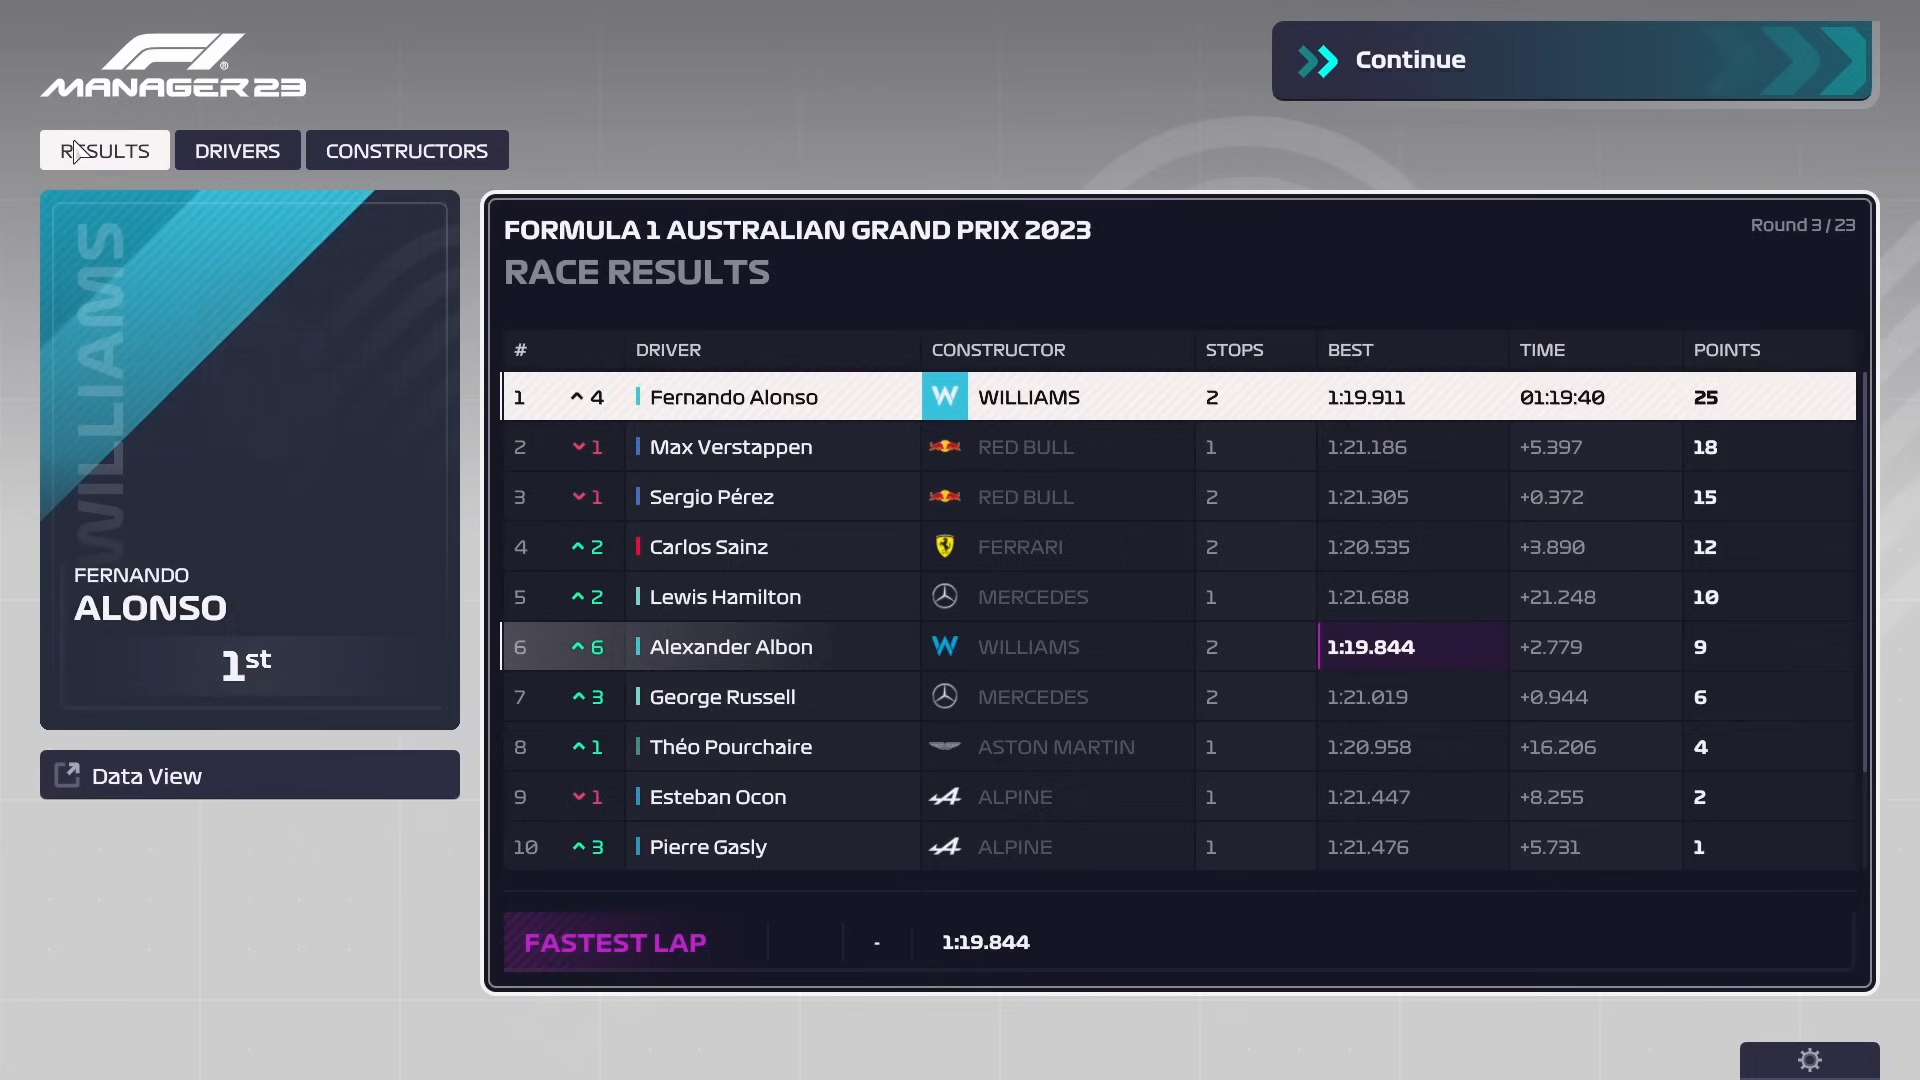 F1®
MANAGER 23
Continue
RESULTS DRIVERS CONSTRUCTORS
WILLIAMS
FERNANDO
ALONSO
1st
Data View
FORMULA 1 AUSTRALIAN GRAND PRIX 2023
Round 3 / 23
RACE RESULTS
# DRIVER CONSTRUCTOR STOPS BEST TIME POINTS
1 4 Fernando Alonso W WILLIAMS 2 1:19.911 01:19:40 25
2 1 Max Verstappen RED BULL 1 1:21.186 +5.397 18
3 1 Sergio Pérez RED BULL 2 1:21.305 +0.372 15
4 2 Carlos Sainz FERRARI 2 1:20.535 +3.890 12
5 2 Lewis Hamilton MERCEDES 1 1:21.688 +21.248 10
6 6 Alexander Albon W WILLIAMS 2 1:19.844 +2.779 9
7 3 George Russell MERCEDES 2 1:21.019 +0.944 6
8 1 Théo Pourchaire ASTON MARTIN 1 1:20.958 +16.206 4
9 1 Esteban Ocon ALPINE 1 1:21.447 +8.255 2
10 3 Pierre Gasly ALPINE 1 1:21.476 +5.731 1
FASTEST LAP - 1:19.844